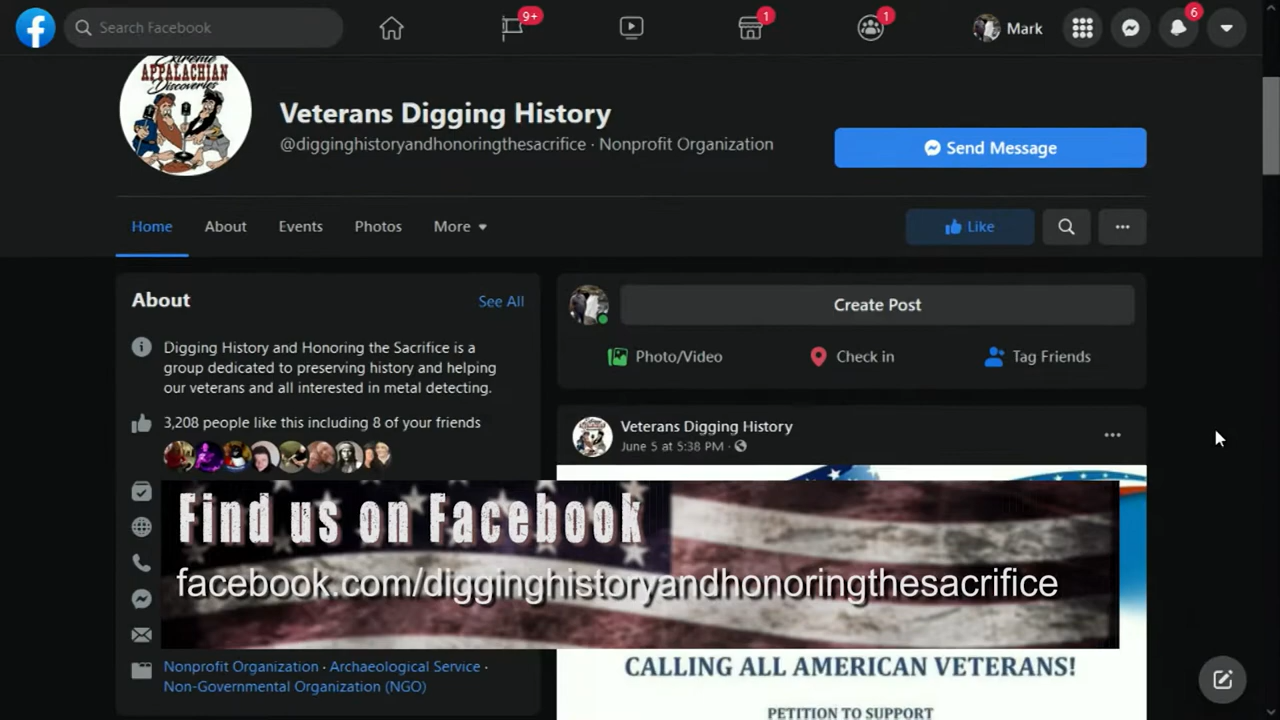 Search Facebook
9+
1
1
Mark
6
Extreme
APPALACHIAN
Discoveries
Veterans Digging History
@digginghistoryandhonoringthesacrifice · Nonprofit Organization
Send Message
Home
About
Events
Photos
More
Like
About
See All
Digging History and Honoring the Sacrifice is a
group dedicated to preserving history and helping
our veterans and all interested in metal detecting.
3,208 people like this including 8 of your friends
Nonprofit Organization · Archaeological Service ·
Non-Governmental Organization (NGO)
Create Post
Photo/Video
Check in
Tag Friends
Veterans Digging History
June 5 at 5:38 PM ·
Find us on Facebook
facebook.com/digginghistoryandhonoringthesacrifice
CALLING ALL AMERICAN VETERANS!
PETITION TO SUPPORT